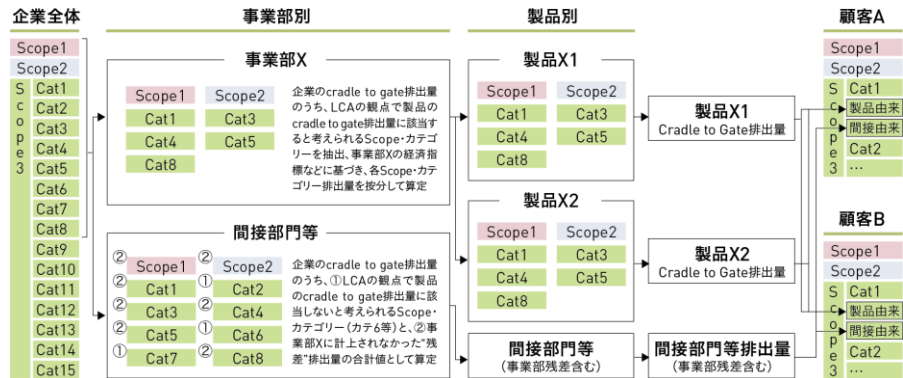 企業全体
Scope1
Scope2
Scope3
Cat1
Cat2
Cat3
Cat4
Cat5
Cat6
Cat7
Cat8
Cat9
Cat10
Cat11
Cat12
Cat13
Cat14
Cat15
事業部別
事業部X
Scope1 Scope2
Cat1 Cat3
Cat4 Cat5
Cat8
企業のcradle to gate排出量
のうち、LCAの観点で製品の
cradle to gate排出量に該当す
ると考えられるScope・カテゴ
リーを抽出、事業部Xの経済指
標などに基づき、各Scope・カテ
ゴリー排出量を按分して算定
間接部門等
② Scope1 ② Scope2
② Cat1 ① Cat2
② Cat3 ② Cat4
② Cat5 ① Cat6
① Cat7 ② Cat8
企業のcradle to gate排出量
のうち、①LCAの観点で製品の
cradle to gate排出量に該
当しないと考えられるScope・
カテゴリー(カテ6等)と、②事
業部Xに計上されなかった“残
差”排出量の合計値として算定
製品別
製品X1
Scope1 Scope2
Cat1 Cat3
Cat4 Cat5
Cat8
製品X2
Scope1 Scope2
Cat1 Cat3
Cat4 Cat5
Cat8
間接部門等
(事業部残差含む)
製品X1
Cradle to Gate排出量
製品X2
Cradle to Gate排出量
間接部門等排出量
(事業部残差含む)
顧客A
Scope1
Scope2
Scope3
Cat1
製品由来
間接由来
Cat2
…
顧客B
Scope1
Scope2
Scope3
Cat1
製品由来
間接由来
Cat2
…